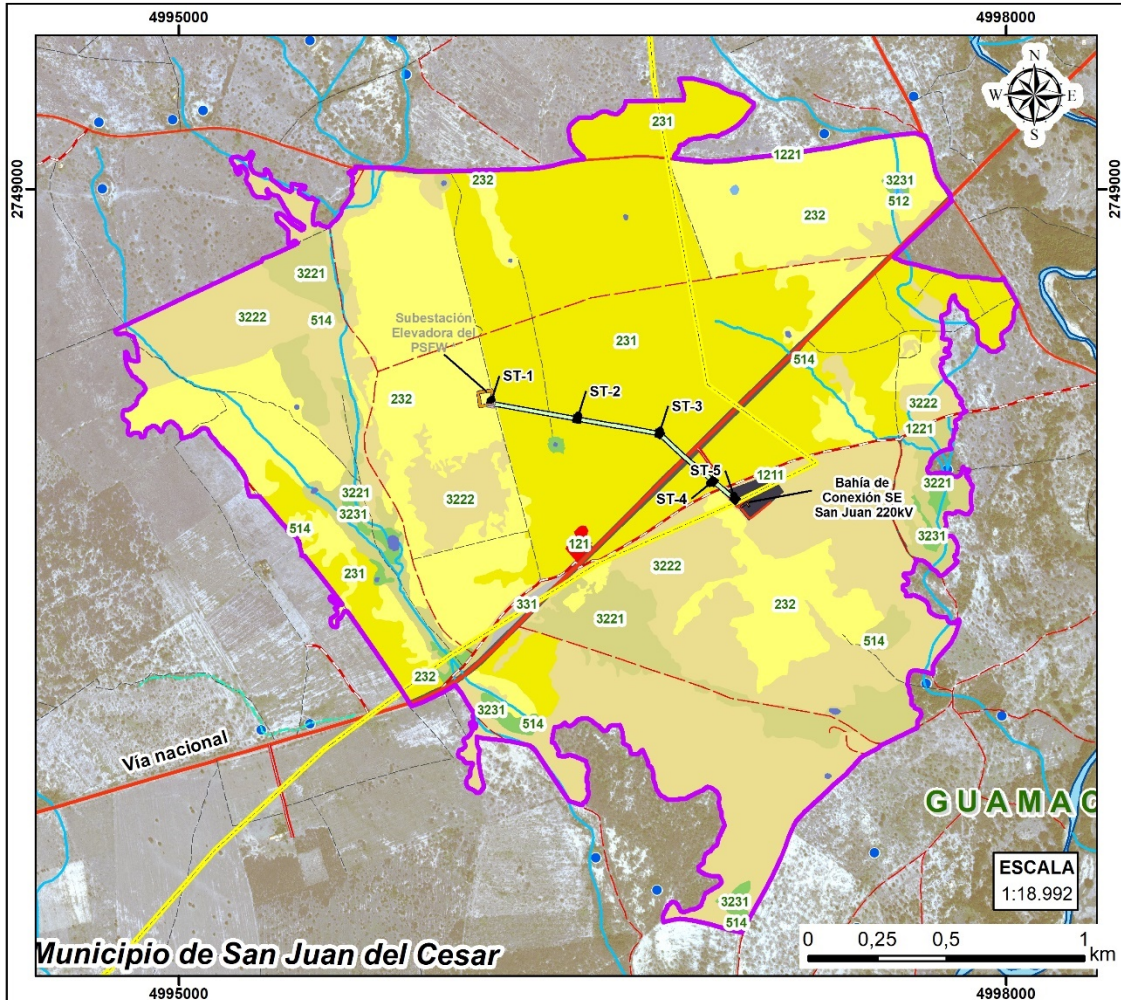 4995000
4998000
N
W
E
S
231
1221
232
3231
2749000
2749000
512
232
3221
3222
514
Subestación
Elevadora del
PSFW
231
514
ST-1
ST-2
232
3222
ST-3
1221
ST-5
1211
3222
Bahía de
Conexión SE
San Juan 220kV
3221
3221
3231
ST-4
514
3231
121
3222
231
331
3221
232
514
232
3231
514
Vía nacional
GUAMAC
ESCALA
1:18.992
3231
514
0 0,25 0,5 1
km
Municipio de San Juan del Cesar
4995000
4998000